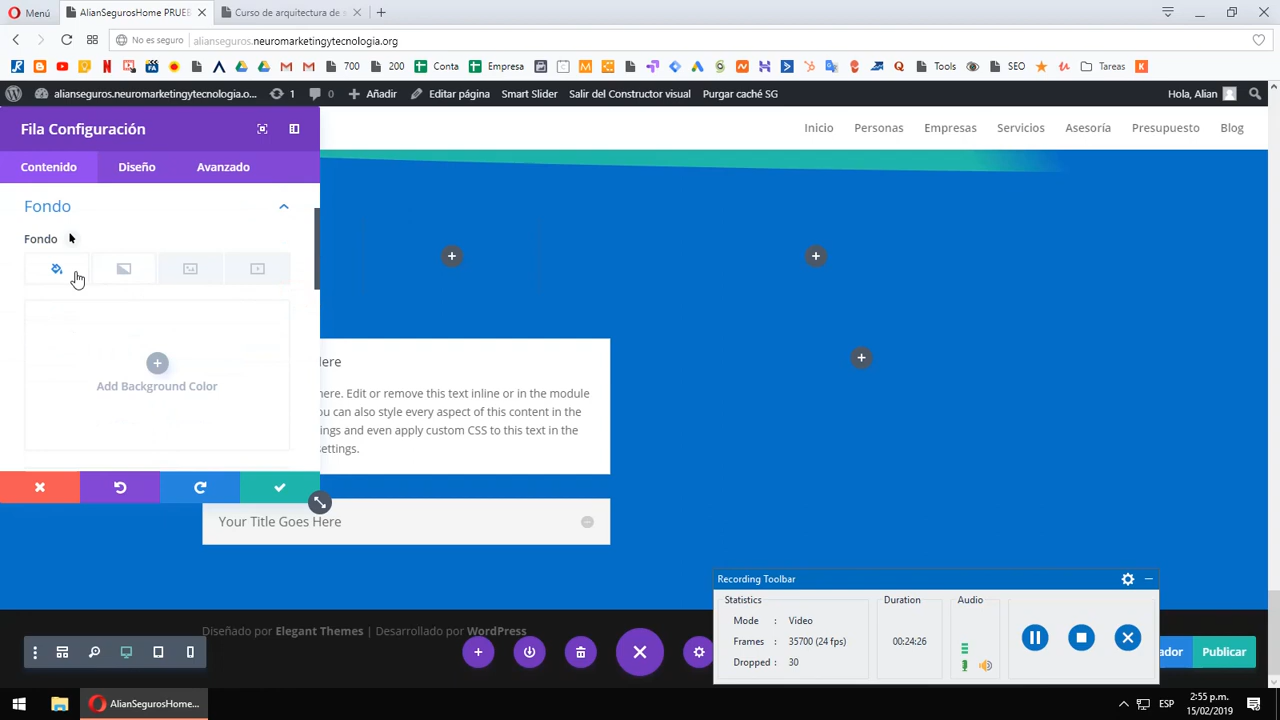 Menú
AlianSegurosHome PRUEB
Curso de arquitectura de s
No es seguro
alianseguros.neuromarketingytecnologia.org
700
200
Conta
Empresa
Tools
SEO
Tareas
alianseguros.neuromarketingytecnologia.o...
1
0
Añadir
Editar página
Smart Slider
Salir del Constructor visual
Purgar caché SG
Hola, Alian
Fila Configuración
Inicio
Personas
Empresas
Servicios
Asesoría
Presupuesto
Blog
Contenido
Diseño
Avanzado
Fondo
Fondo
Add Background Color
Here
here. Edit or remove this text inline or in the module
ou can also style every aspect of this content in the
ings and even apply custom CSS to this text in the
settings.
Your Title Goes Here
Recording Toolbar
Statistics
Mode : Video
Frames : 35700 (24 fps)
Dropped : 30
Duration
00:24:26
Audio
Diseñado por Elegant Themes | Desarrollado por WordPress
ador
Publicar
AlianSegurosHome...
ESP
2:55 p.m.
15/02/2019